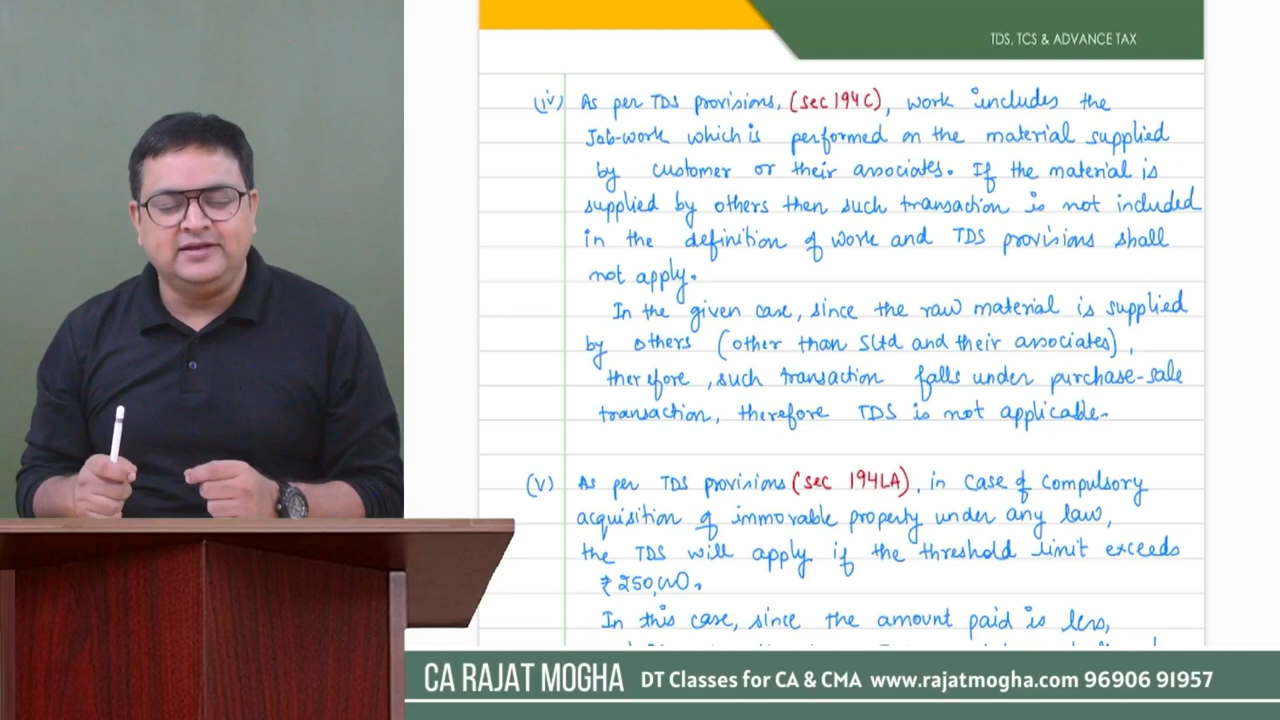 TDS, TCS & ADVANCE TAX
(iv) As per TDS provisions, (sec 194C), work includes the
Job-work which is performed on the material supplied
by customer or their associates. If the material is
supplied by others then such transaction is not included
in the definition of work and TDS provisions shall
not apply.
In the given case, since the raw material is supplied
by others (other than SLtd and their associates),
therefore, such transaction falls under purchase-sale
transaction, therefore TDS is not applicable.
(v) As per TDS provisions (sec 194LA), in case of compulsory
acquisition of immovable property under any law,
the TDS will apply if the threshold limit exceeds
₹ 250,000.
In this case, since the amount paid is less,
CA RAJAT MOGHA DT Classes for CA & CMA www.rajatmogha.com 96906 91957